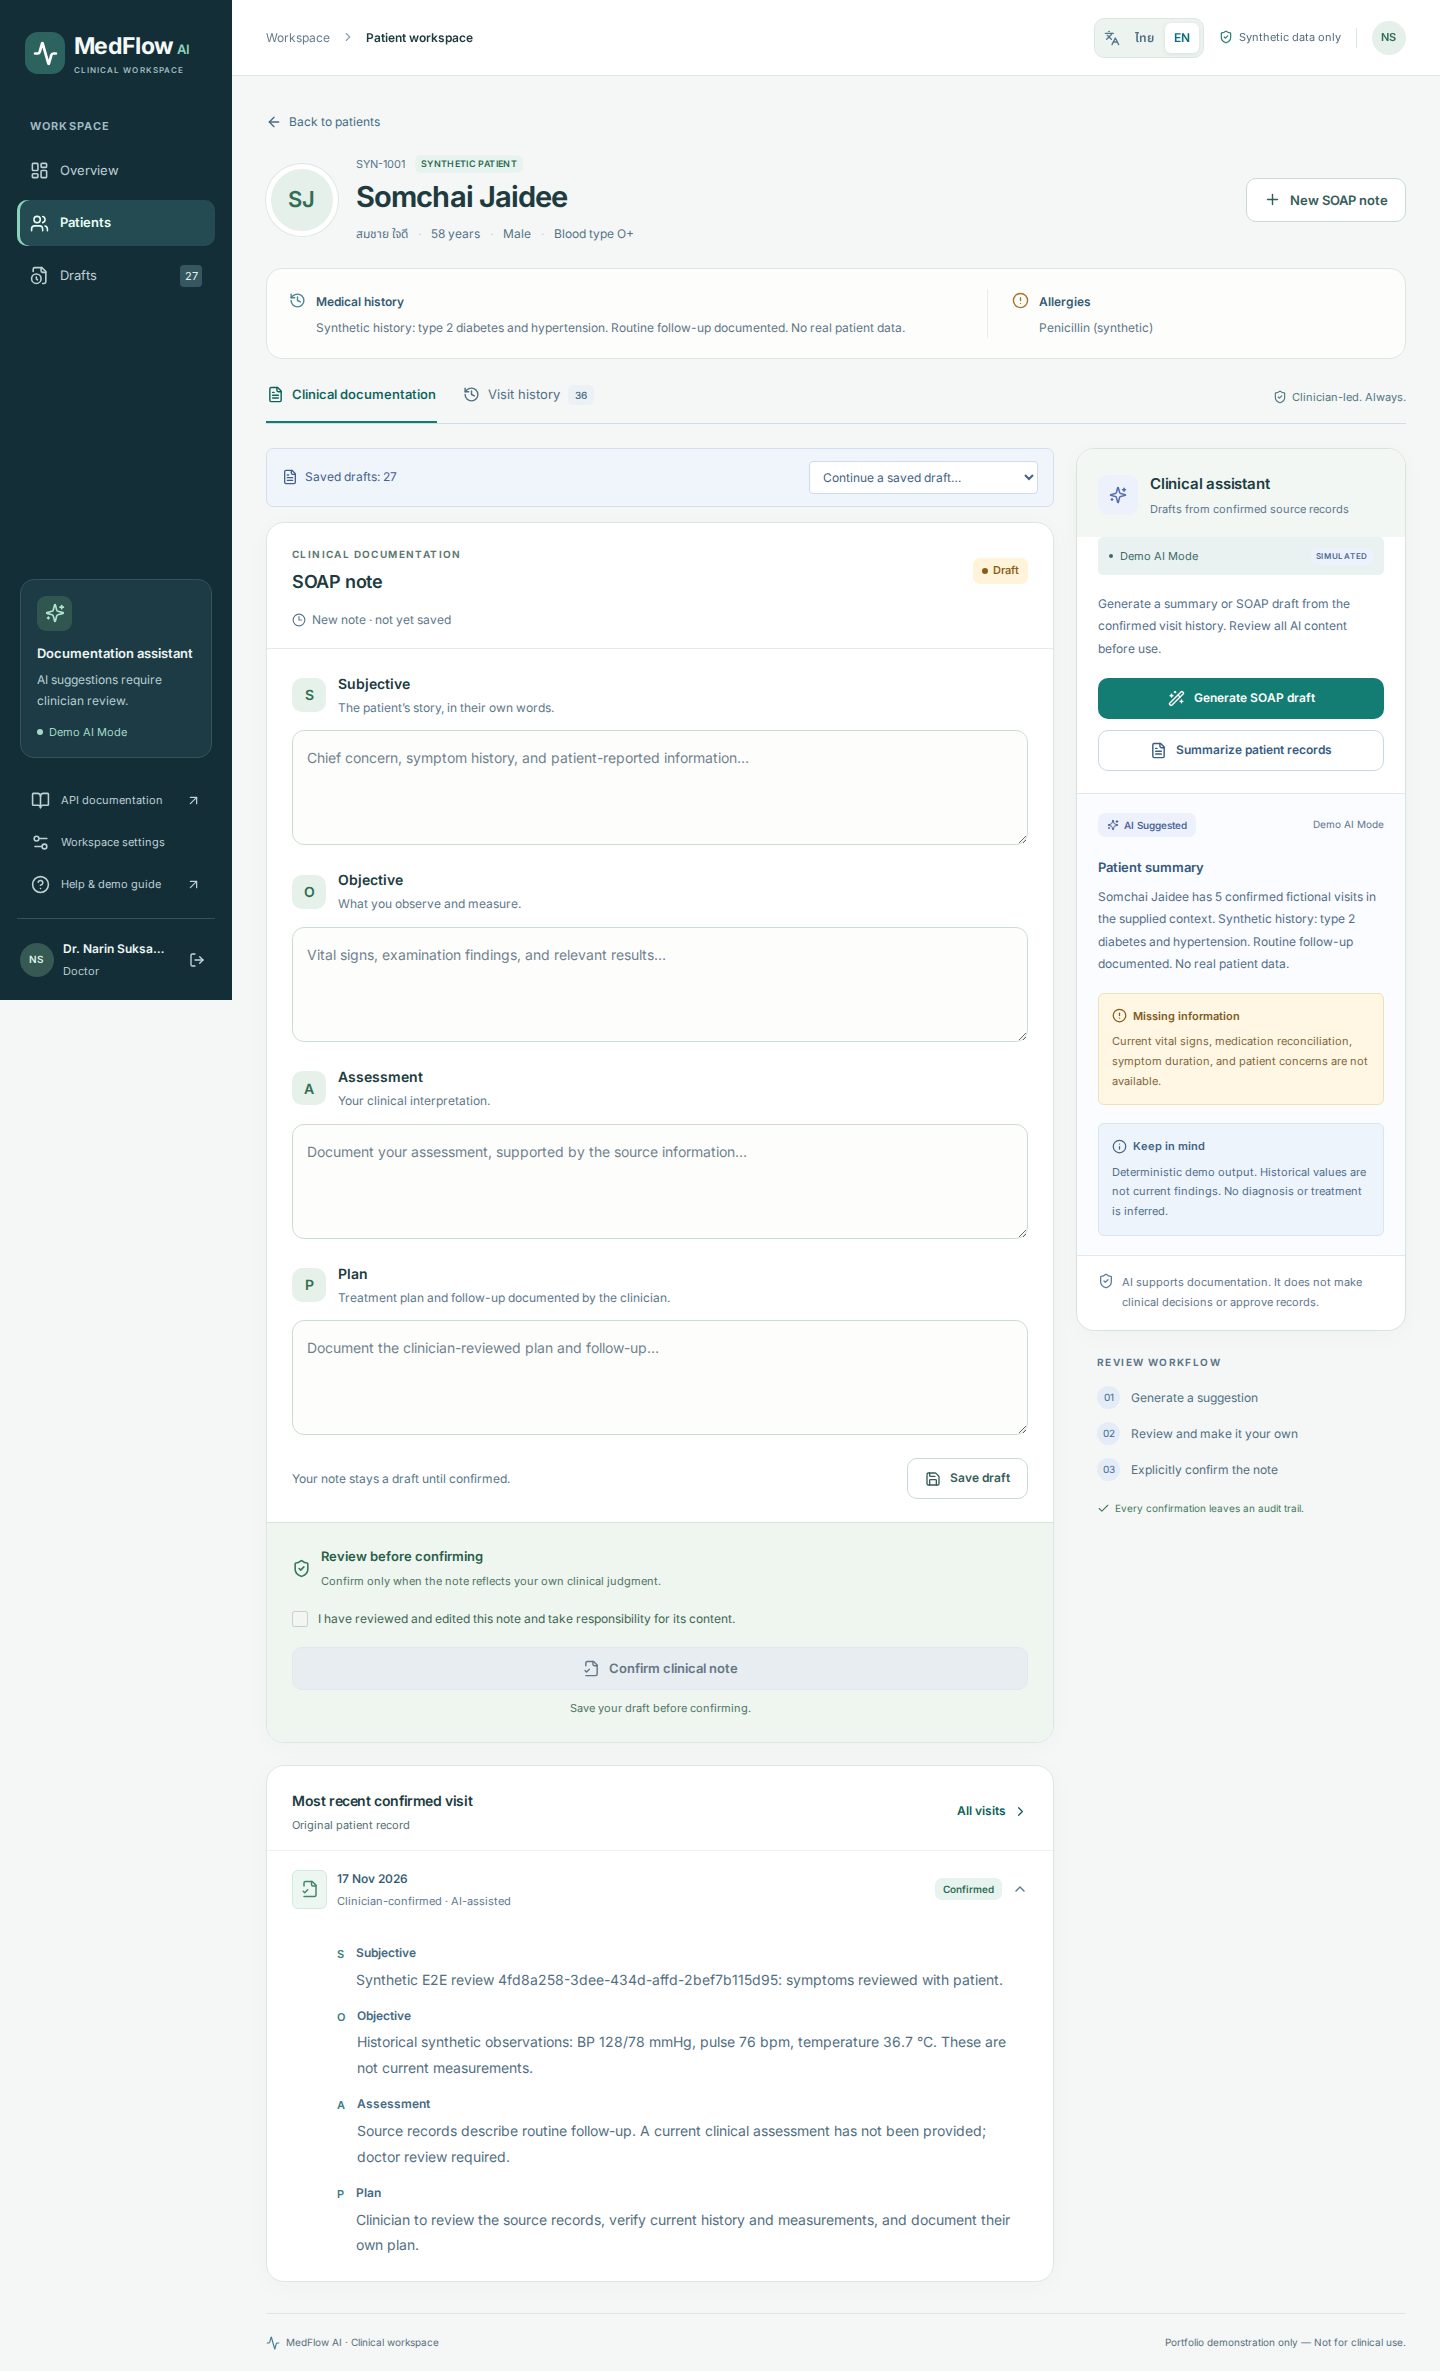 MedFlow AI
CLINICAL WORKSPACE
WORKSPACE
Overview
Patients
Drafts 27
Documentation assistant
AI suggestions require
clinician review.
Demo AI Mode
API documentation
Workspace settings
Help & demo guide
NS Dr. Narin Suksa...
Doctor
Workspace > Patient workspace
ไทย EN
Synthetic data only
NS
Back to patients
SJ
SYN-1001 SYNTHETIC PATIENT
Somchai Jaidee
สมชาย ใจดี · 58 years · Male · Blood type O+
New SOAP note
Medical history
Synthetic history: type 2 diabetes and hypertension. Routine follow-up documented. No real patient data.
Allergies
Penicillin (synthetic)
Clinical documentation
Visit history 36
Clinician-led. Always.
Saved drafts: 27
Continue a saved draft...
CLINICAL DOCUMENTATION
SOAP note
Draft
New note · not yet saved
S Subjective
The patient's story, in their own words.
Chief concern, symptom history, and patient-reported information...
O Objective
What you observe and measure.
Vital signs, examination findings, and relevant results...
A Assessment
Your clinical interpretation.
Document your assessment, supported by the source information...
P Plan
Treatment plan and follow-up documented by the clinician.
Document the clinician-reviewed plan and follow-up...
Your note stays a draft until confirmed.
Save draft
Review before confirming
Confirm only when the note reflects your own clinical judgment.
I have reviewed and edited this note and take responsibility for its content.
Confirm clinical note
Save your draft before confirming.
Most recent confirmed visit
Original patient record
All visits
17 Nov 2026
Clinician-confirmed · AI-assisted
Confirmed
S Subjective
Synthetic E2E review 4fd8a258-3dee-434d-affd-2bef7b115d95: symptoms reviewed with patient.
O Objective
Historical synthetic observations: BP 128/78 mmHg, pulse 76 bpm, temperature 36.7 °C. These are
not current measurements.
A Assessment
Source records describe routine follow-up. A current clinical assessment has not been provided;
doctor review required.
P Plan
Clinician to review the source records, verify current history and measurements, and document their
own plan.
Clinical assistant
Drafts from confirmed source records
Demo AI Mode SIMULATED
Generate a summary or SOAP draft from the
confirmed visit history. Review all AI content
before use.
Generate SOAP draft
Summarize patient records
AI Suggested Demo AI Mode
Patient summary
Somchai Jaidee has 5 confirmed fictional visits in
the supplied context. Synthetic history: type 2
diabetes and hypertension. Routine follow-up
documented. No real patient data.
Missing information
Current vital signs, medication reconciliation,
symptom duration, and patient concerns are not
available.
Keep in mind
Deterministic demo output. Historical values are
not current findings. No diagnosis or treatment
is inferred.
AI supports documentation. It does not make
clinical decisions or approve records.
REVIEW WORKFLOW
01 Generate a suggestion
02 Review and make it your own
03 Explicitly confirm the note
Every confirmation leaves an audit trail.
MedFlow AI · Clinical workspace
Portfolio demonstration only — Not for clinical use.